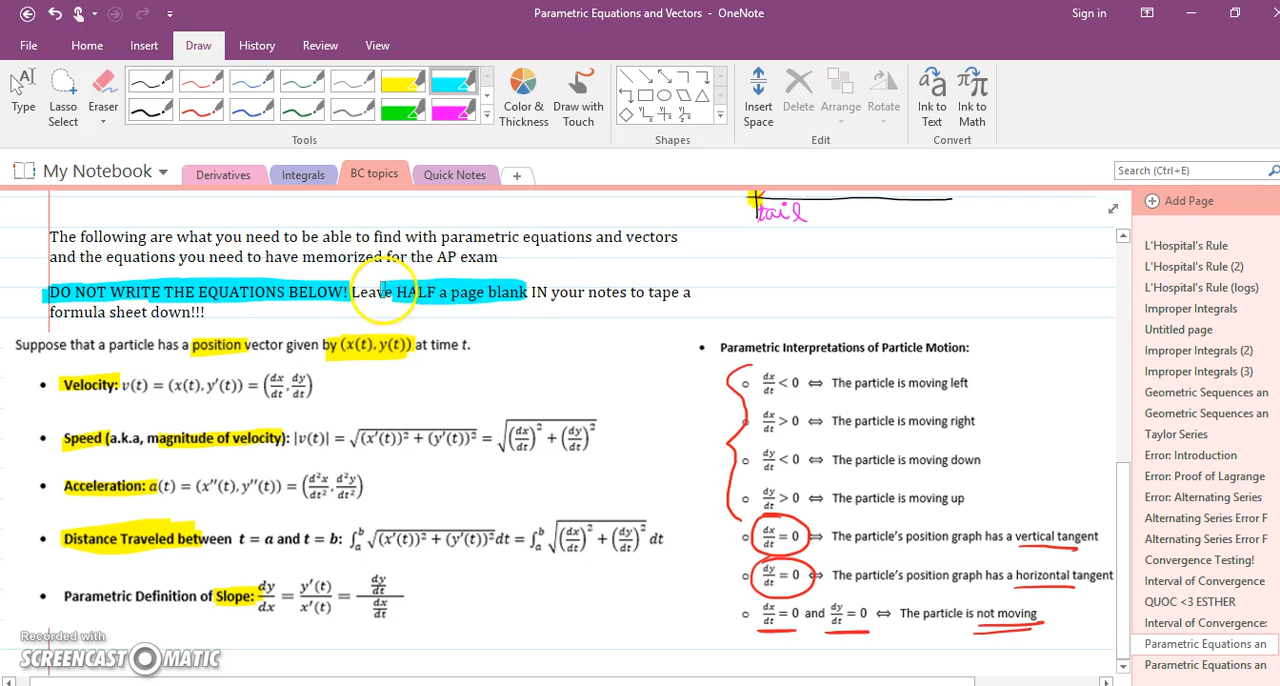 Parametric Equations and Vectors - OneNote
Sign in
File Home Insert Draw History Review View
Type
Lasso Select
Eraser
Color & Thickness
Draw with Touch
Insert Space
Delete
Arrange
Rotate
Ink to Text
Ink to Math
Tools
Shapes
Edit
Convert
My Notebook
Derivatives
Integrals
BC topics
Quick Notes
+
Search (Ctrl+E)
Add Page
tail
The following are what you need to be able to find with parametric equations and vectors
and the equations you need to have memorized for the AP exam
DO NOT WRITE THE EQUATIONS BELOW! Leave HALF a page blank IN your notes to tape a
formula sheet down!!!
Suppose that a particle has a position vector given by (x(t), y(t)) at time t.
• Velocity: v(t) = (x(t), y′(t)) = (dx/dt, dy/dt)
• Speed (a.k.a, magnitude of velocity): |v(t)| = √((x′(t))² + (y′(t))²) = √((dx/dt)² + (dy/dt)²)
• Acceleration: a(t) = (x′′(t), y′′(t)) = (d²x/dt², d²y/dt²)
• Distance Traveled between t = a and t = b: ∫ₐᵇ √((x′(t))² + (y′(t))²) dt = ∫ₐᵇ √((dx/dt)² + (dy/dt)²) dt
• Parametric Definition of Slope: dy/dx = y′(t)/x′(t) = (dy/dt)/(dx/dt)
• Parametric Interpretations of Particle Motion:
o dx/dt < 0 ⇔ The particle is moving left
o dx/dt > 0 ⇔ The particle is moving right
o dy/dt < 0 ⇔ The particle is moving down
o dy/dt > 0 ⇔ The particle is moving up
o dx/dt = 0 ⇔ The particle's position graph has a vertical tangent
o dy/dt = 0 ⇔ The particle's position graph has a horizontal tangent
o dx/dt = 0 and dy/dt = 0 ⇔ The particle is not moving
L'Hospital's Rule
L'Hospital's Rule (2)
L'Hospital's Rule (logs)
Improper Integrals
Untitled page
Improper Integrals (2)
Improper Integrals (3)
Geometric Sequences an
Geometric Sequences an
Taylor Series
Error: Introduction
Error: Proof of Lagrange
Error: Alternating Series
Alternating Series Error F
Alternating Series Error F
Convergence Testing!
Interval of Convergence
QUOC <3 ESTHER
Interval of Convergence:
Parametric Equations an
Parametric Equations an
Recorded with
SCREENCAST O MATIC